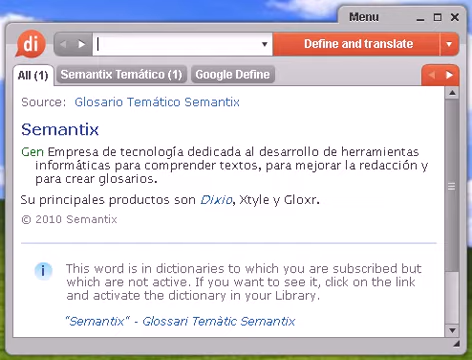 Menu
di
Define and translate
All (1)
Semantix Temático (1)
Google Define
Source: Glosario Temático Semantix
Semantix
Gen Empresa de tecnología dedicada al desarrollo de herramientas
informáticas para comprender textos, para mejorar la redacción y
para crear glosarios.
Su principales productos son Dixio, Xtyle y Gloxr.
© 2010 Semantix
i
This word is in dictionaries to which you are subscribed but
which are not active. If you want to see it, click on the link
and activate the dictionary in your Library.
"Semantix" - Glossari Temàtic Semantix